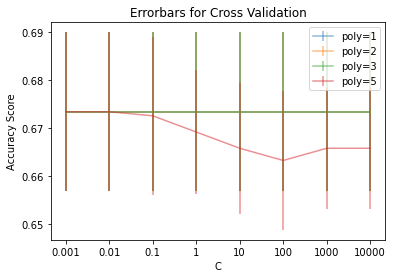 Errorbars for Cross Validation
0.69
0.68
0.67
0.66
0.65
Accuracy Score
poly=1
poly=2
poly=3
poly=5
0.001 0.01 0.1 1 10 100 1000 10000
C